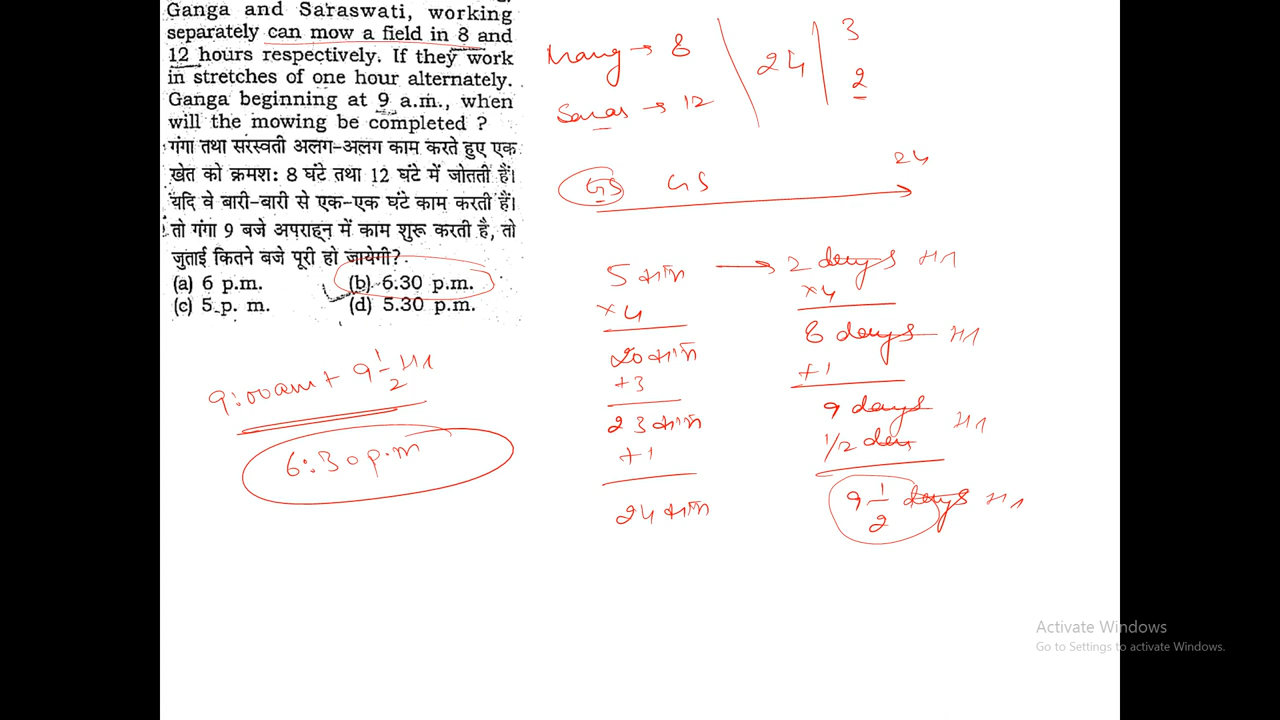 Ganga and Saraswati, working
separately can mow a field in 8 and
12 hours respectively. If they work
in stretches of one hour alternately.
Ganga beginning at 9 a.m., when
will the mowing be completed ?
गंगा तथा सरस्वती अलग-अलग काम करते हुए एक
खेत को क्रमश: 8 घंटे तथा 12 घंटे में जोतती हैं।
यदि वे बारी-बारी से एक-एक घंटे काम करती हैं।
तो गंगा 9 बजे अपराह्न में काम शुरू करती है, तो
जुताई कितने बजे पूरी हो जायेगी?
(a) 6 p.m. (b) 6.30 p.m.
(c) 5 p. m. (d) 5.30 p.m.
9:00am + 9 1/2 Hr
6:30 p.m
→ 8 24 3
Saras → 12 2
GS GS 24
5 → 2 days Hr
×4 ×4
20 8 days Hr
+3 +1
23 9 days Hr
+1 1/2
24 9 1/2 days Hr
Activate Windows
Go to Settings to activate Windows.